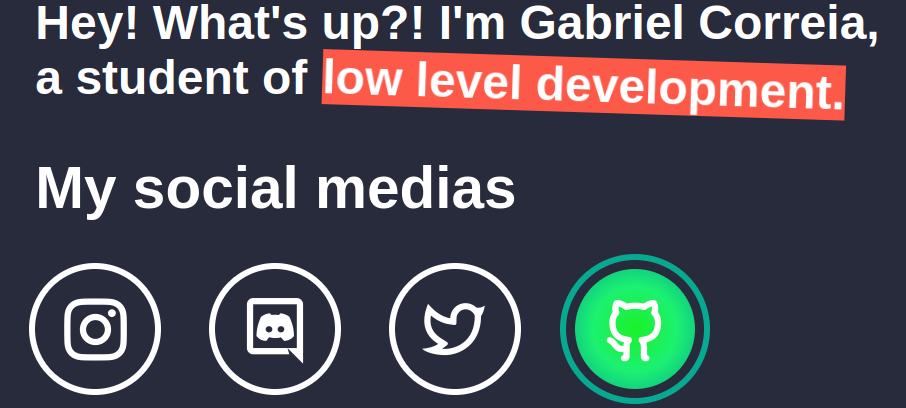 Hey! What's up?! I'm Gabriel Correia,
a student of low level development.
My social medias